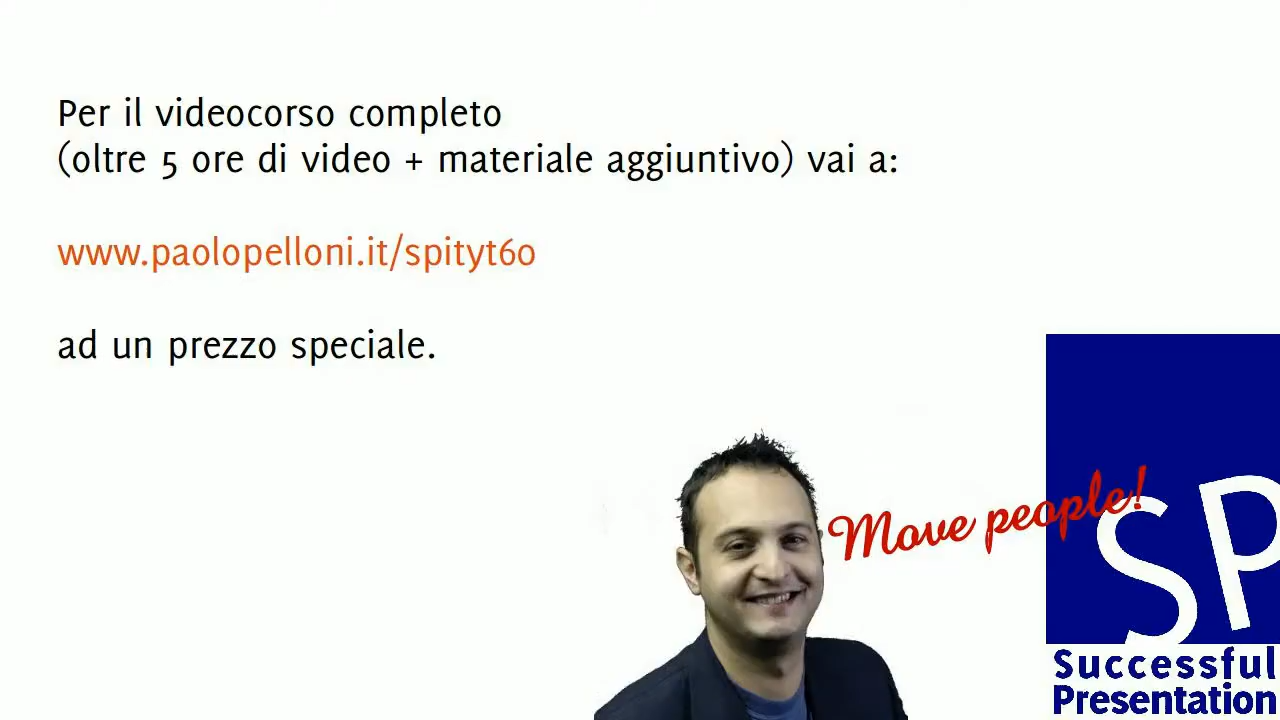 Per il videocorso completo
(oltre 5 ore di video + materiale aggiuntivo) vai a:
www.paolopelloni.it/spityt60
ad un prezzo speciale.
Move people!
SP
Successful
Presentation